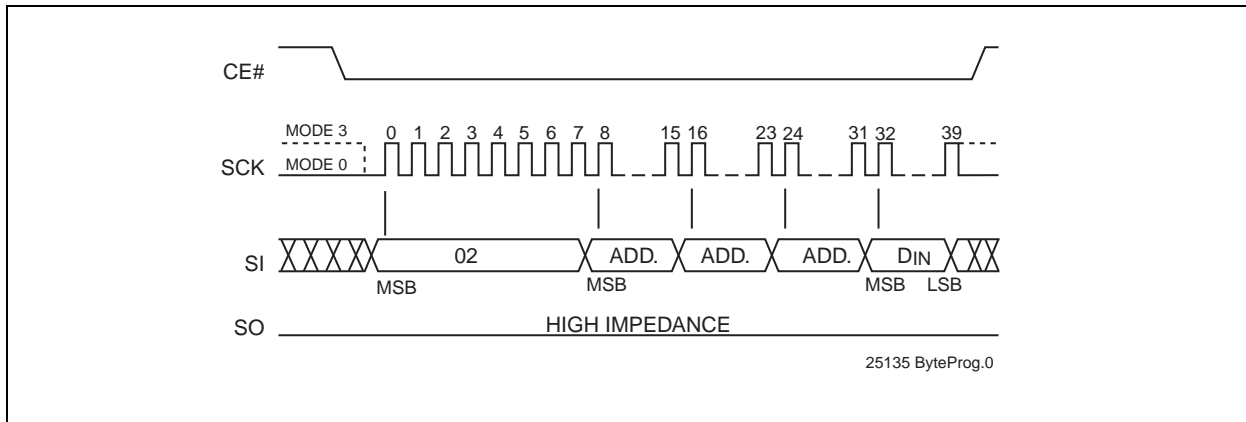 CE#
MODE 3
0 1 2 3 4 5 6 7 8 15 16 23 24 31 32 39
SCK MODE 0
SI 02 ADD. ADD. ADD. DIN
MSB MSB MSB LSB
SO HIGH IMPEDANCE
25135 ByteProg.0